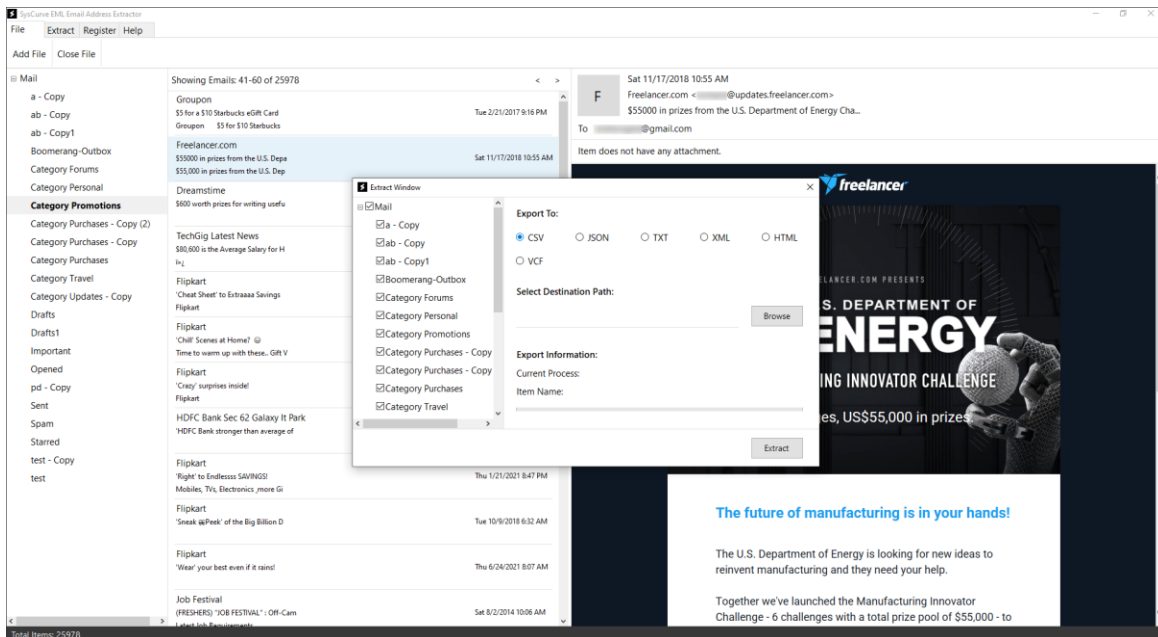 SysCurve EML Email Address Extractor
File Extract Register Help
Add File Close File
Mail
a - Copy
ab - Copy
ab - Copy1
Boomerang-Outbox
Category Forums
Category Personal
Category Promotions
Category Purchases - Copy (2)
Category Purchases - Copy
Category Purchases
Category Travel
Category Updates - Copy
Drafts
Drafts1
Important
Opened
pd - Copy
Sent
Spam
Starred
test - Copy
test
Showing Emails: 41-60 of 25978 < >
Groupon
$5 for a $10 Starbucks eGift Card Tue 2/21/2017 9:16 PM
Groupon $5 for $10 Starbucks
Freelancer.com
$55000 in prizes from the U.S. Depa Sat 11/17/2018 10:55 AM
$55,000 in prizes from the U.S. Dep
Dreamstime
$600 worth prizes for writing usefu
TechGig Latest News
$80,600 is the Average Salary for H
ï»¿
Flipkart
'Cheat Sheet' to Extraaaa Savings
Flipkart
Flipkart
'Chill' Scenes at Home?
Time to warm up with these.. Gift V
Flipkart
'Crazy' surprises inside!
Flipkart
HDFC Bank Sec 62 Galaxy It Park
'HDFC Bank stronger than average of
Flipkart
'Right' to Endlesss SAVINGS! Thu 1/21/2021 8:47 PM
Mobiles, TVs, Electronics ,more Gi
Flipkart
'Sneak Peek' of the Big Billion D Tue 10/9/2018 6:32 AM
Flipkart
'Wear' your best even if it rains! Thu 6/24/2021 8:07 AM
Job Festival
(FRESHERS) "JOB FESTIVAL" : Off-Cam Sat 8/2/2014 10:06 AM
Latest Job Requirements
F
Sat 11/17/2018 10:55 AM
Freelancer.com < @updates.freelancer.com>
$55000 in prizes from the U.S. Department of Energy Cha...
To @gmail.com
Item does not have any attachment.
Extract Window
Mail
a - Copy
ab - Copy
ab - Copy1
Boomerang-Outbox
Category Forums
Category Personal
Category Promotions
Category Purchases - Copy
Category Purchases - Copy
Category Purchases
Category Travel
Export To:
CSV JSON TXT XML HTML
VCF
Select Destination Path:
Browse
Export Information:
Current Process:
Item Name:
Extract
freelancer
ELANCER.COM PRESENTS
S. DEPARTMENT OF
ENERGY
ING INNOVATOR CHALLENGE
es, US$55,000 in prizes
The future of manufacturing is in your hands!
The U.S. Department of Energy is looking for new ideas to
reinvent manufacturing and they need your help.
Together we've launched the Manufacturing Innovator
Challenge - 6 challenges with a total prize pool of $55,000 - to
Total Items: 25978